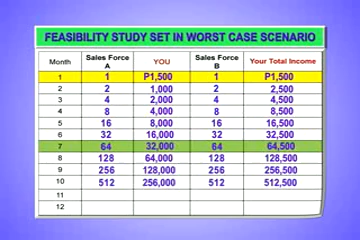 FEASIBILITY STUDY SET IN WORST CASE SCENARIO
Month Sales Force A YOU Sales Force B Your Total Income
1 1 P1,500 1 P1,500
2 2 1,000 2 2,500
3 4 2,000 4 4,500
4 8 4,000 8 8,500
5 16 8,000 16 16,500
6 32 16,000 32 32,500
7 64 32,000 64 64,500
8 128 64,000 128 128,500
9 256 128,000 256 256,500
10 512 256,000 512 512,500
11
12